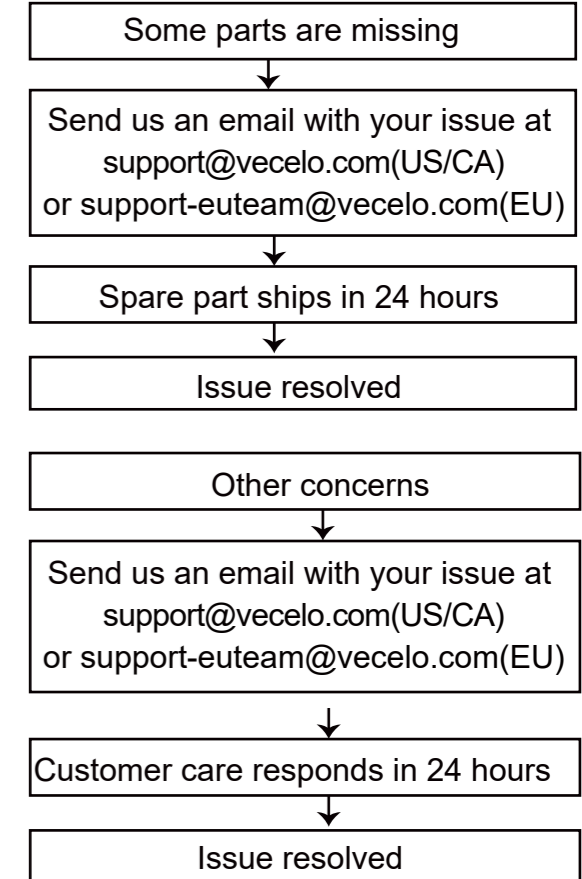 Some parts are missing
Send us an email with your issue at
support@vecelo.com(US/CA)
or support-euteam@vecelo.com(EU)
Spare part ships in 24 hours
Issue resolved
Other concerns
Send us an email with your issue at
support@vecelo.com(US/CA)
or support-euteam@vecelo.com(EU)
Customer care responds in 24 hours
Issue resolved